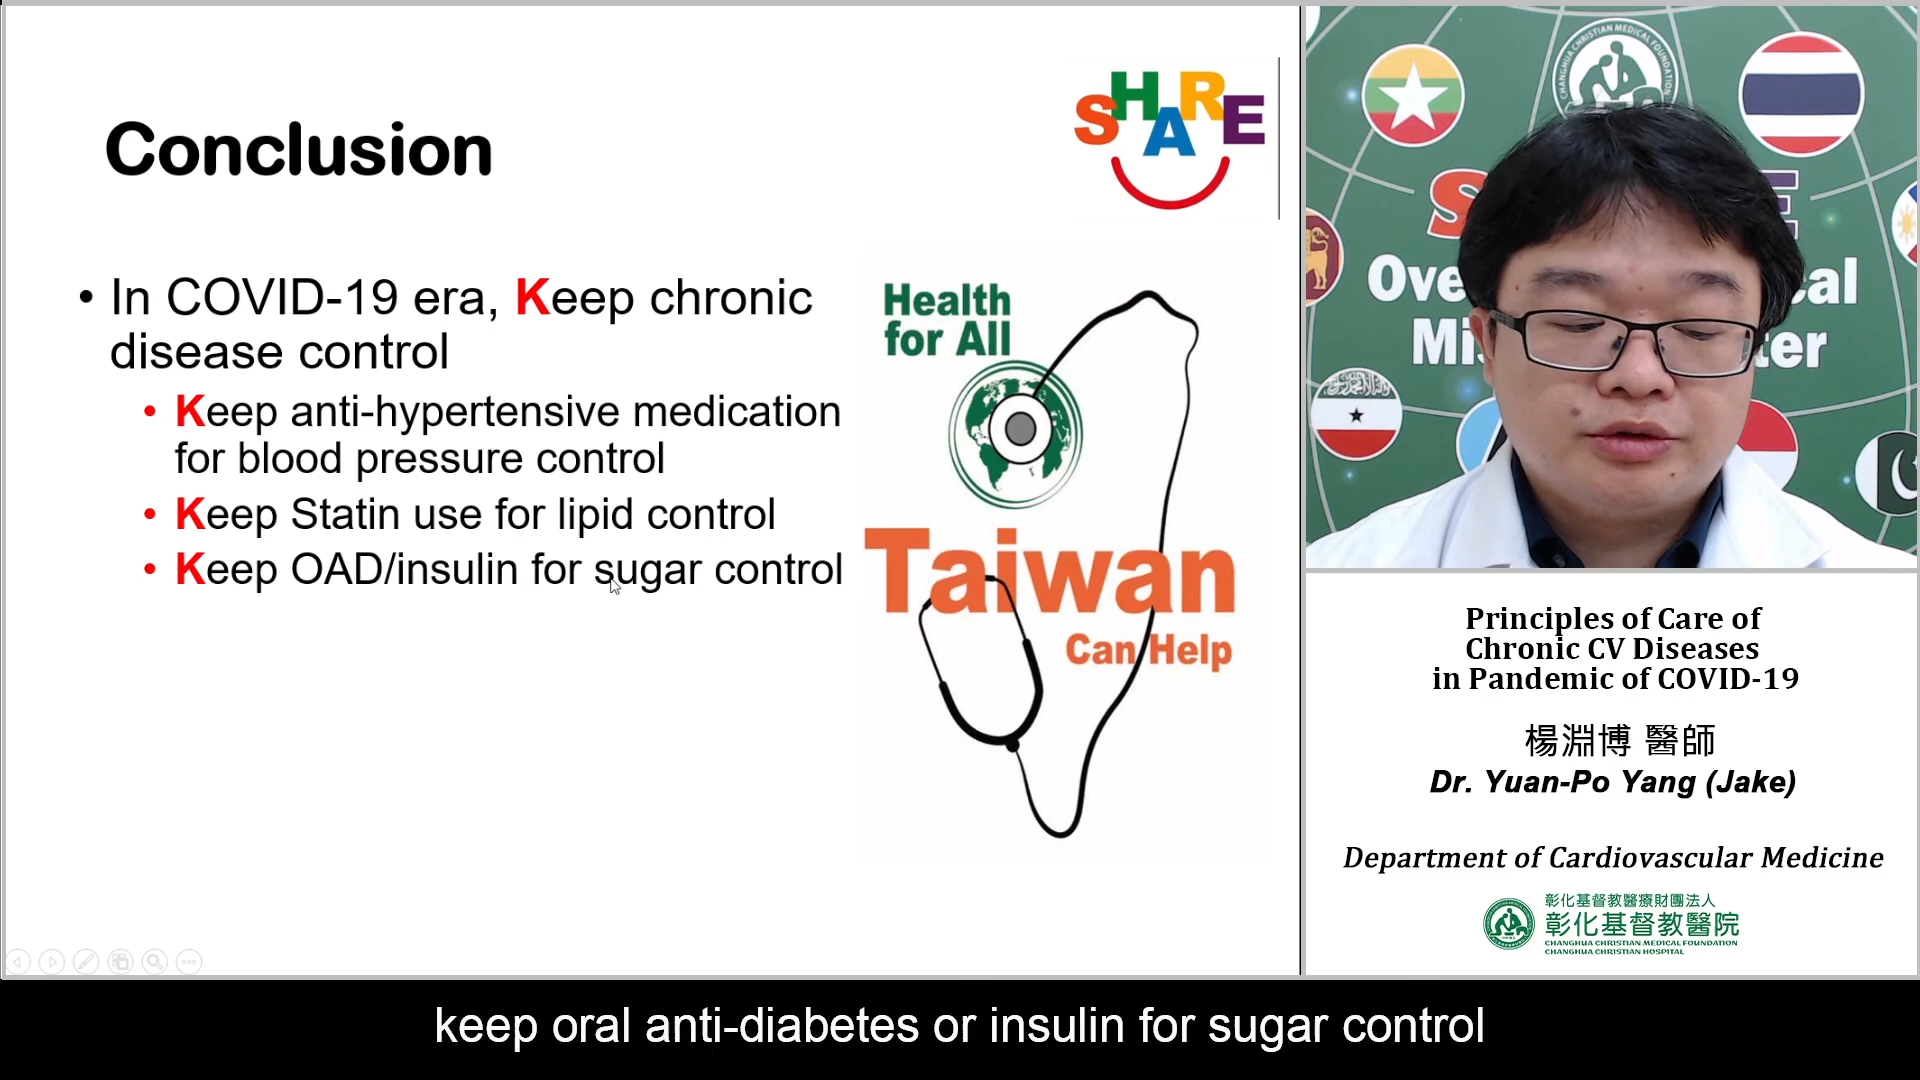 Conclusion
SHARE
• In COVID-19 era, Keep chronic
disease control
• Keep anti-hypertensive medication
for blood pressure control
• Keep Statin use for lipid control
• Keep OAD/insulin for sugar control
Health
for All
Taiwan
Can Help
CHANGHUA CHRISTIAN MEDICAL FOUNDATION
Principles of Care of
Chronic CV Diseases
in Pandemic of COVID-19
楊淵博 醫師
Dr. Yuan-Po Yang (Jake)
Department of Cardiovascular Medicine
彰化基督教醫療財團法人
彰化基督教醫院
CHANGHUA CHRISTIAN MEDICAL FOUNDATION
CHANGHUA CHRISTIAN HOSPITAL
keep oral anti-diabetes or insulin for sugar control